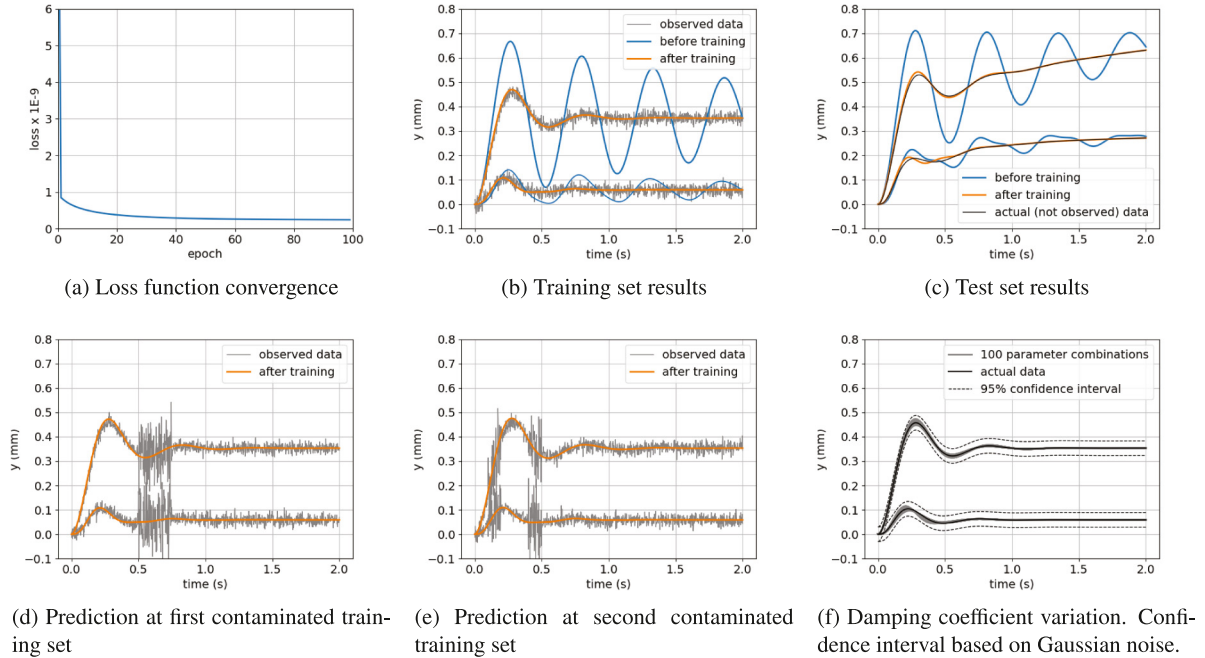 6
5
4
3
2
1
0
loss x 1E-9
0
20
40
60
80
100
epoch
(a) Loss function convergence
0.8
0.7
0.6
0.5
0.4
0.3
0.2
0.1
0.0
−0.1
y (mm)
observed data
before training
after training
0.0
0.5
1.0
1.5
2.0
time (s)
(b) Training set results
0.8
0.7
0.6
0.5
0.4
0.3
0.2
0.1
0.0
−0.1
y (mm)
before training
after training
actual (not observed) data
0.0
0.5
1.0
1.5
2.0
time (s)
(c) Test set results
0.8
0.7
0.6
0.5
0.4
0.3
0.2
0.1
0.0
−0.1
y (mm)
observed data
after training
0.0
0.5
1.0
1.5
2.0
time (s)
(d) Prediction at first contaminated train-
ing set
0.8
0.7
0.6
0.5
0.4
0.3
0.2
0.1
0.0
−0.1
y (mm)
observed data
after training
0.0
0.5
1.0
1.5
2.0
time (s)
(e) Prediction at second contaminated
training set
0.8
0.7
0.6
0.5
0.4
0.3
0.2
0.1
0.0
−0.1
y (mm)
100 parameter combinations
actual data
95% confidence interval
0.0
0.5
1.0
1.5
2.0
time (s)
(f) Damping coefficient variation. Confi-
dence interval based on Gaussian noise.